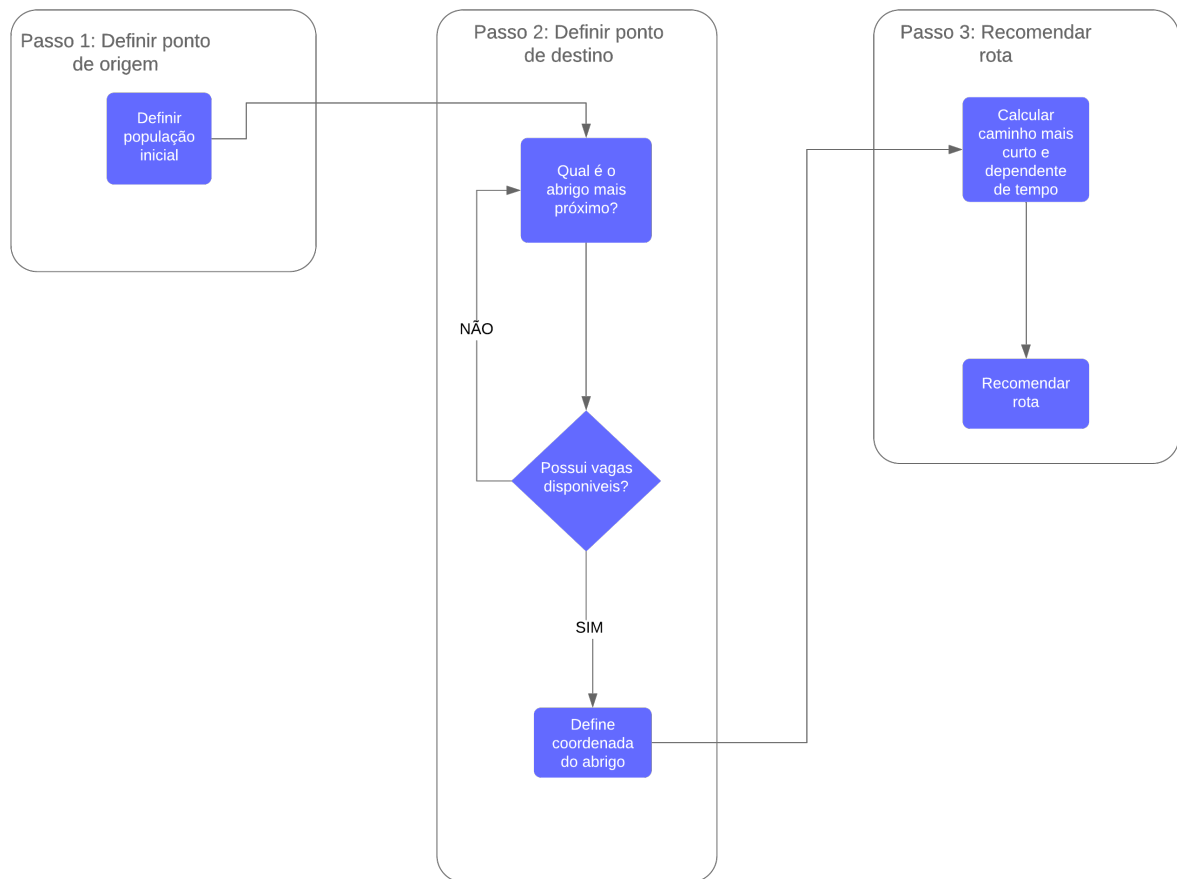 Passo 1: Definir ponto
de origem
Definir
população
inicial
Passo 2: Definir ponto
de destino
Qual é o
abrigo mais
próximo?
NÃO
Possui vagas
disponiveis?
SIM
Define
coordenada
do abrigo
Passo 3: Recomendar
rota
Calcular
caminho mais
curto e
dependente
de tempo
Recomendar
rota